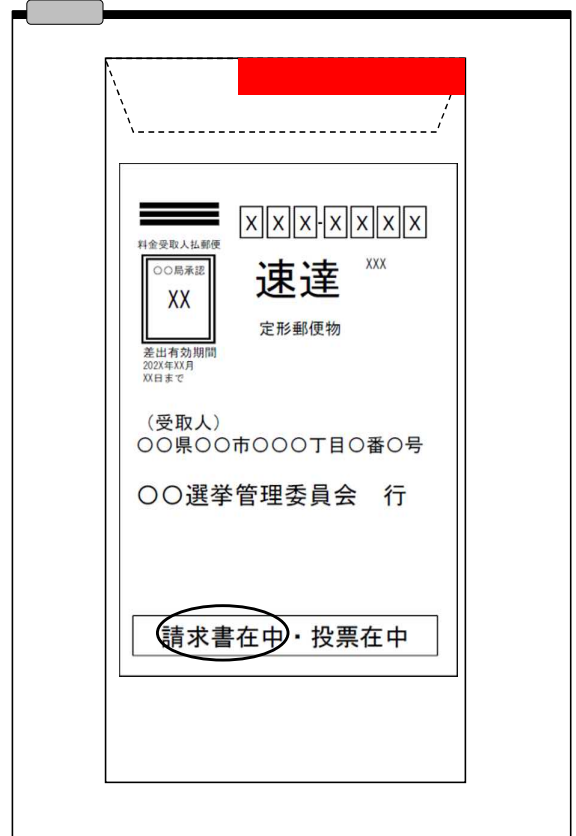 XXX-XXXX
料金受取人払郵便
○○局承認
XX
速達
XXX
定形郵便物
差出有効期間
202X年XX月
XX日まで
（受取人）
○○県○○市○○○丁目○番○号
○○選挙管理委員会　行
請求書在中・投票在中